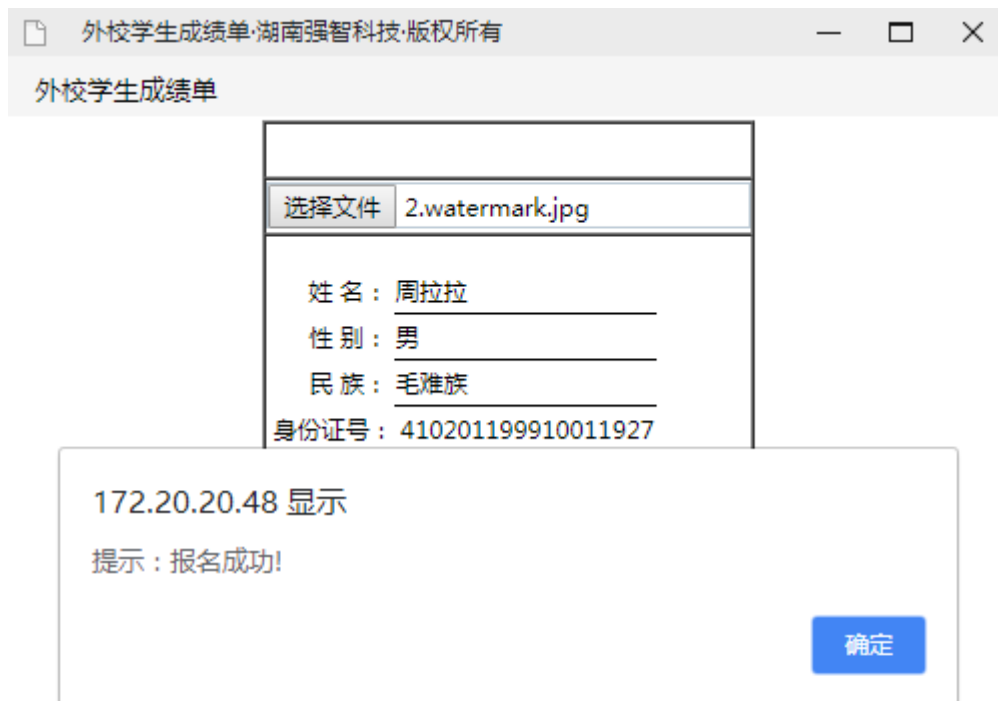 外校学生成绩单·湖南强智科技·版权所有
外校学生成绩单
选择文件 2.watermark.jpg
姓 名： 周拉拉
性 别： 男
民 族： 毛难族
身份证号： 410201199910011927
172.20.20.48 显示
提示：报名成功!
确定